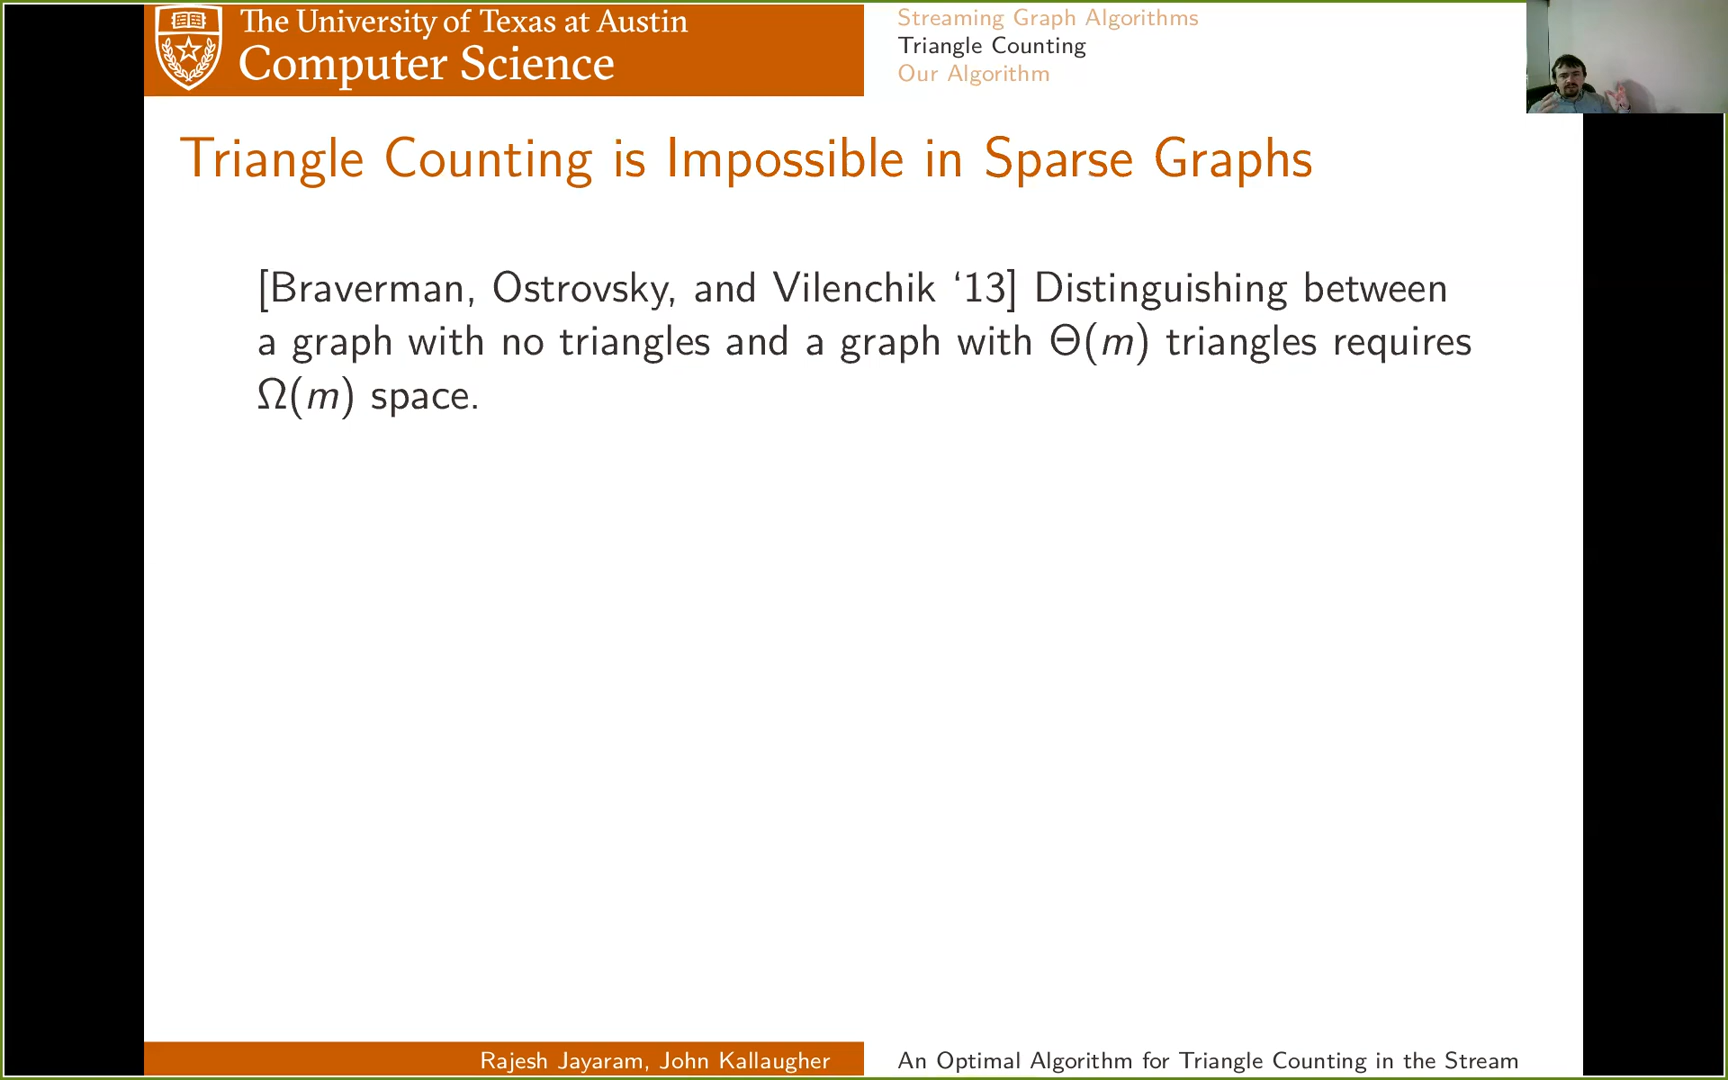 The University of Texas at Austin
Computer Science
Streaming Graph Algorithms
Triangle Counting
Our Algorithm
Triangle Counting is Impossible in Sparse Graphs
[Braverman, Ostrovsky, and Vilenchik ‘13] Distinguishing between
a graph with no triangles and a graph with Θ(m) triangles requires
Ω(m) space.
Rajesh Jayaram, John Kallaugher
An Optimal Algorithm for Triangle Counting in the Stream